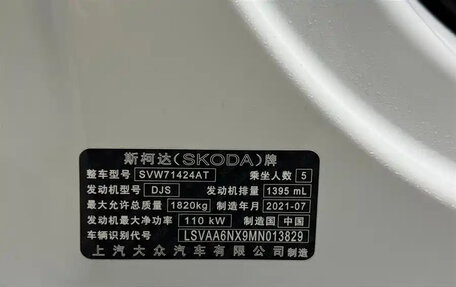 斯柯达(SKODA)牌
整车型号 SVW71424AT 乘坐人数 5
发动机型号 DJS 发动机排量 1395 mL
最大允许总质量 1820kg 制造年月 2021-07
发动机最大净功率 110 kW 制造国 中国
车辆识别代号 LSVAA6NX9MN013829
上汽大众汽车有限公司制造